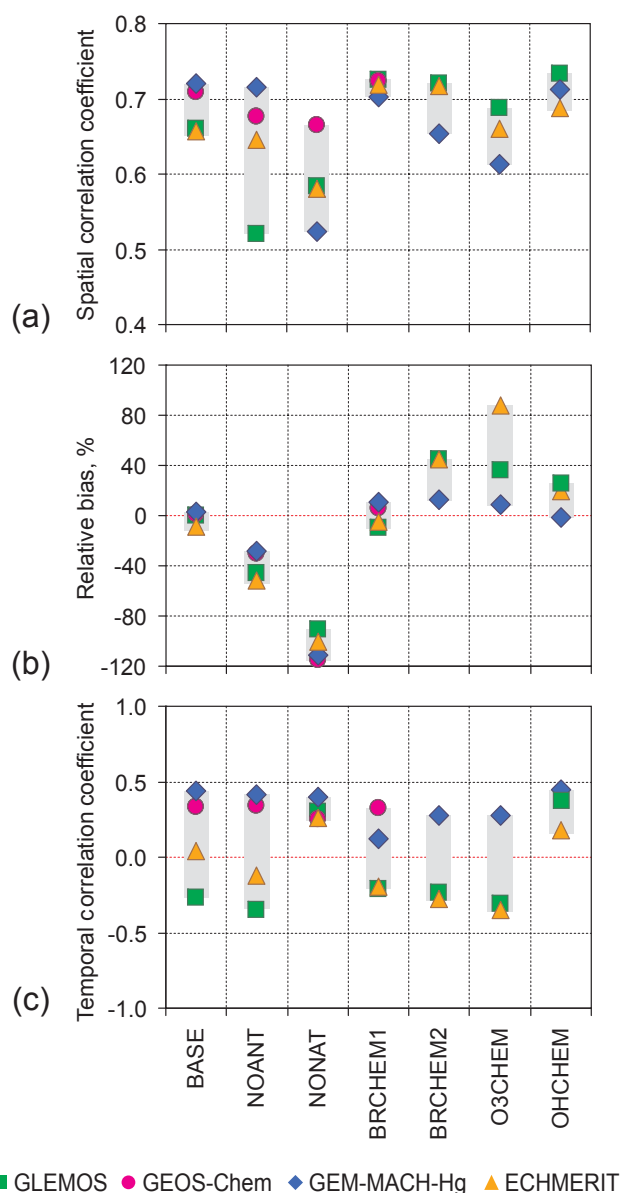 (a)
Spatial correlation coefficient
0.8
0.7
0.6
0.5
0.4
(b)
Relative bias, %
120
80
40
0
-40
-80
-120
(c)
Temporal correlation coefficient
1.0
0.5
0.0
-0.5
-1.0
BASE
NOANT
NONAT
BRCHEM1
BRCHEM2
O3CHEM
OHCHEM
GLEMOS GEOS-Chem GEM-MACH-Hg ECHMERIT